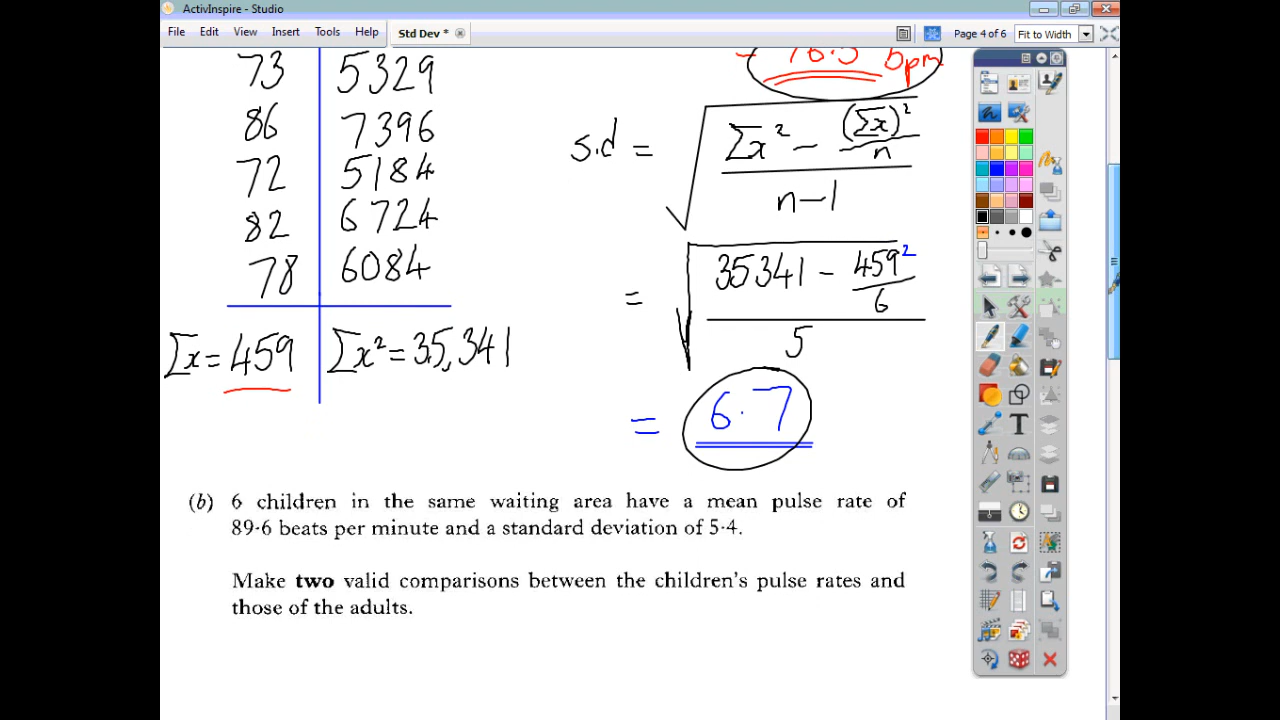 ActivInspire - Studio
File Edit View Insert Tools Help Std Dev * Page 4 of 6 Fit to Width
73 5329
86 7396
72 5184
82 6724
78 6084
Σx = 459 Σx² = 35,341
= 76.5 bpm
s.d = √ Σx² − (Σx)²/n
n−1
= √ 35341 − 459²/6
5
= 6.7
T
(b) 6 children in the same waiting area have a mean pulse rate of
89·6 beats per minute and a standard deviation of 5·4.
Make two valid comparisons between the children's pulse rates and
those of the adults.